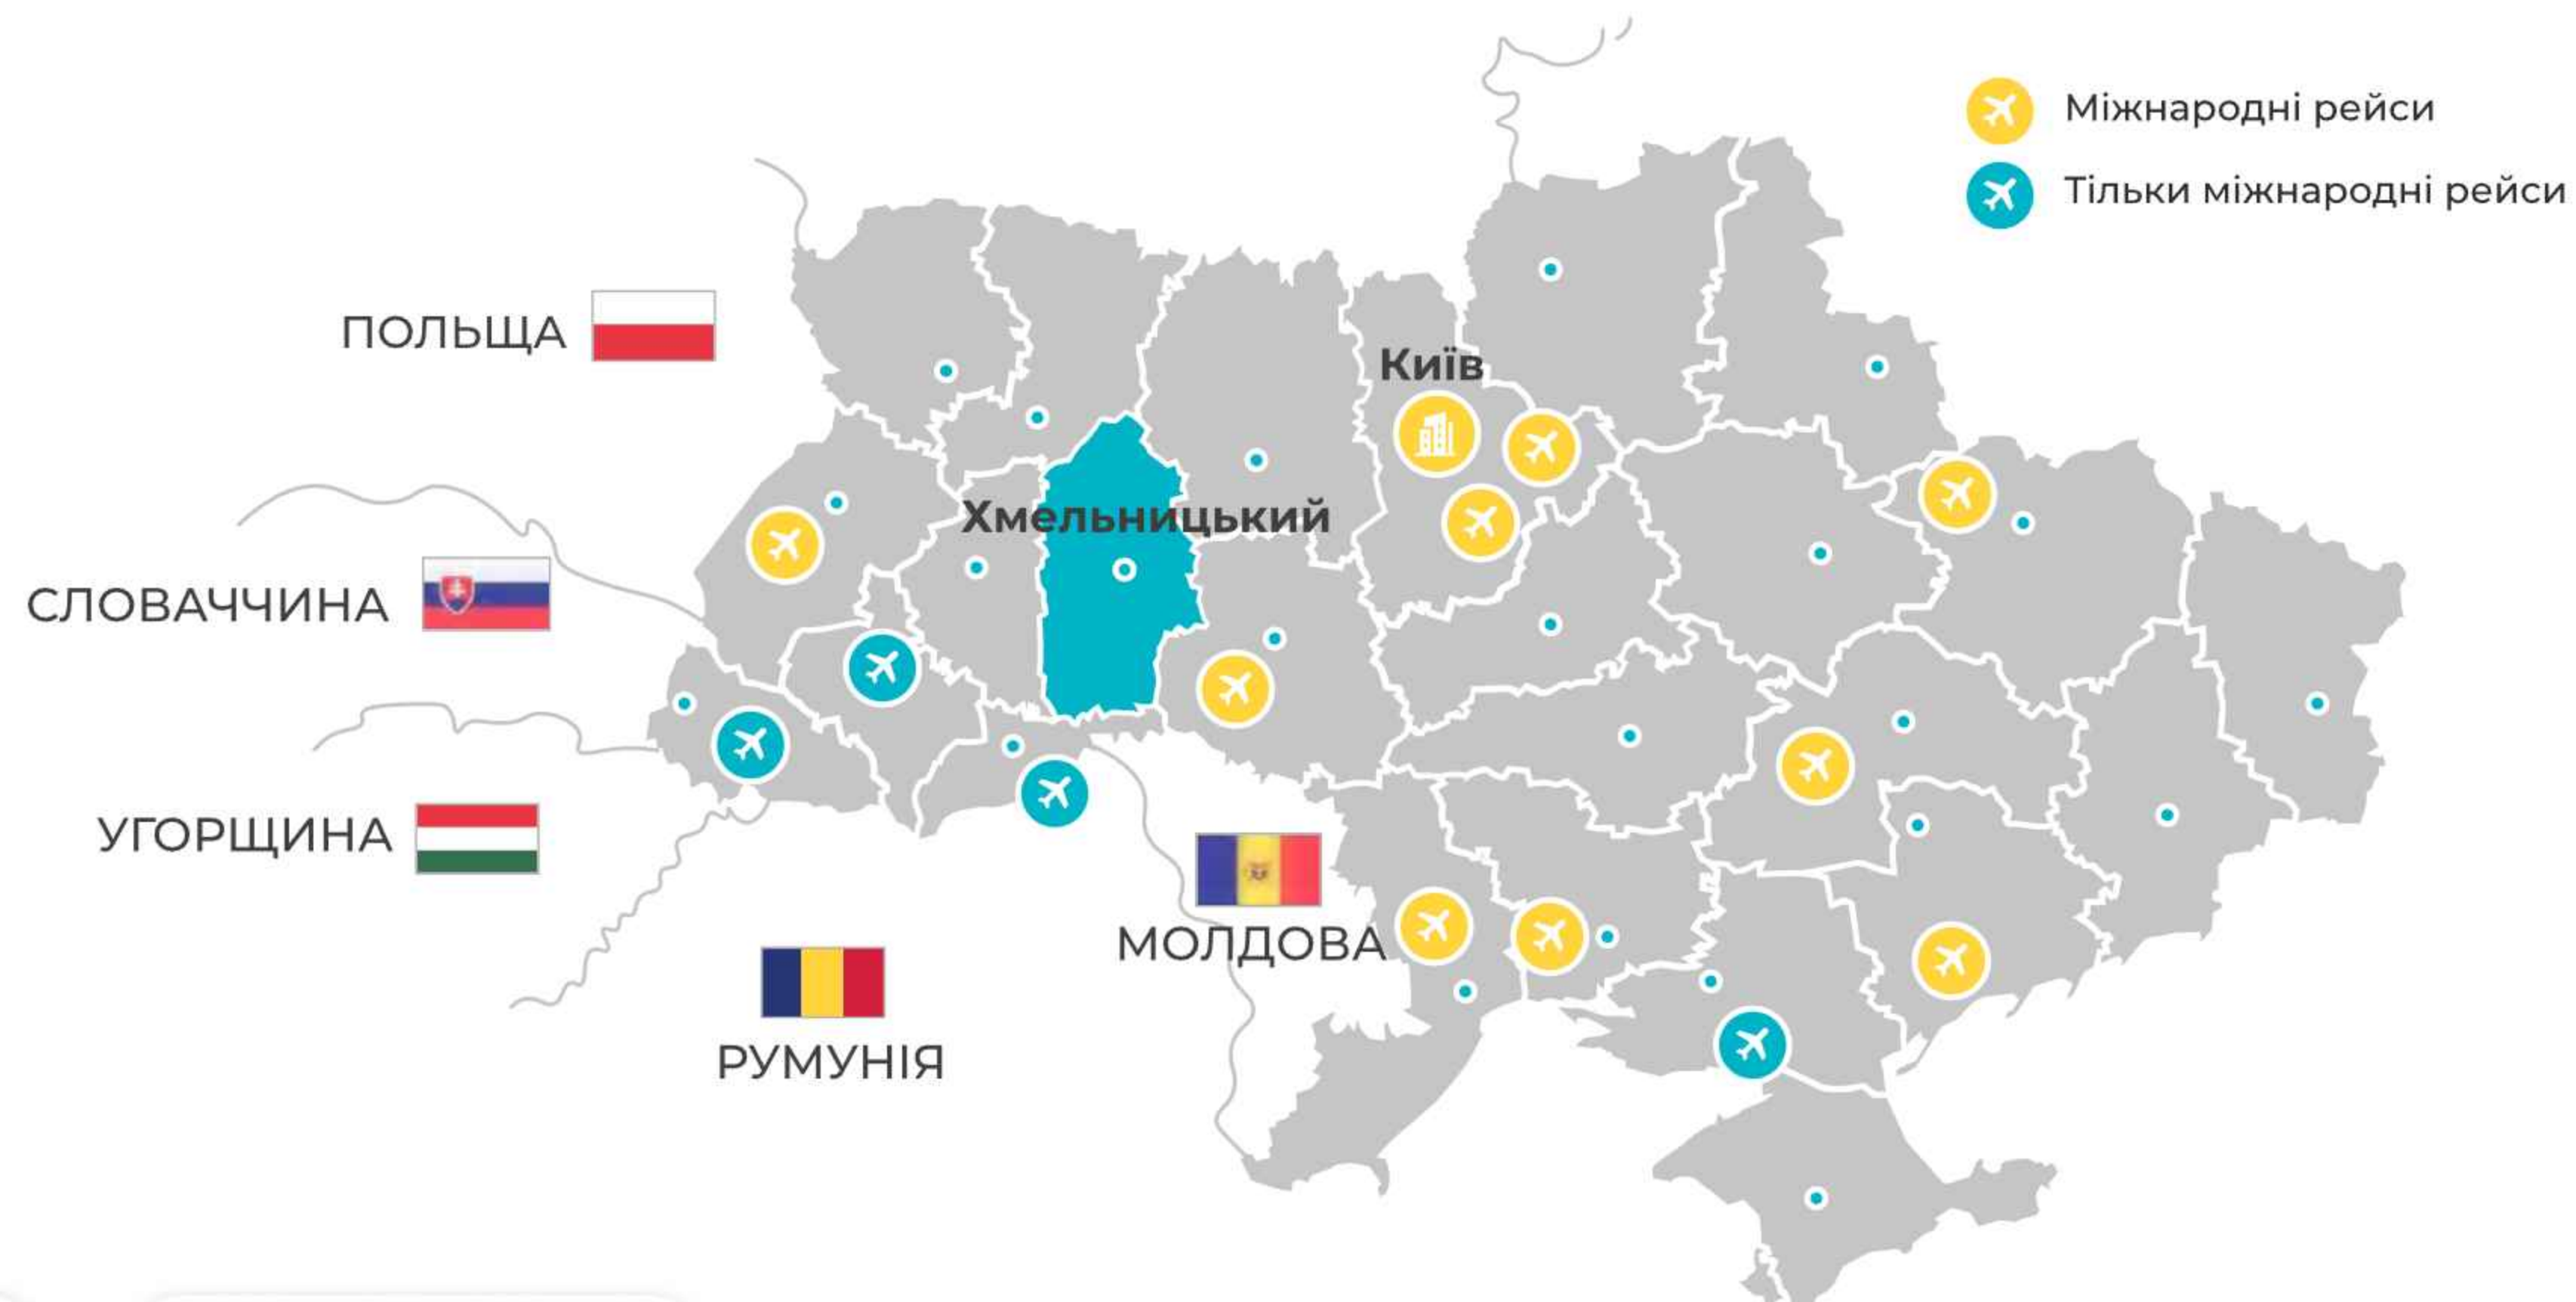 Міжнародні рейси
Тільки міжнародні рейси
ПОЛЬЩА
Київ
Хмельницький
СЛОВАЧЧИНА
УГОРЩИНА
МОЛДОВА
РУМУНІЯ